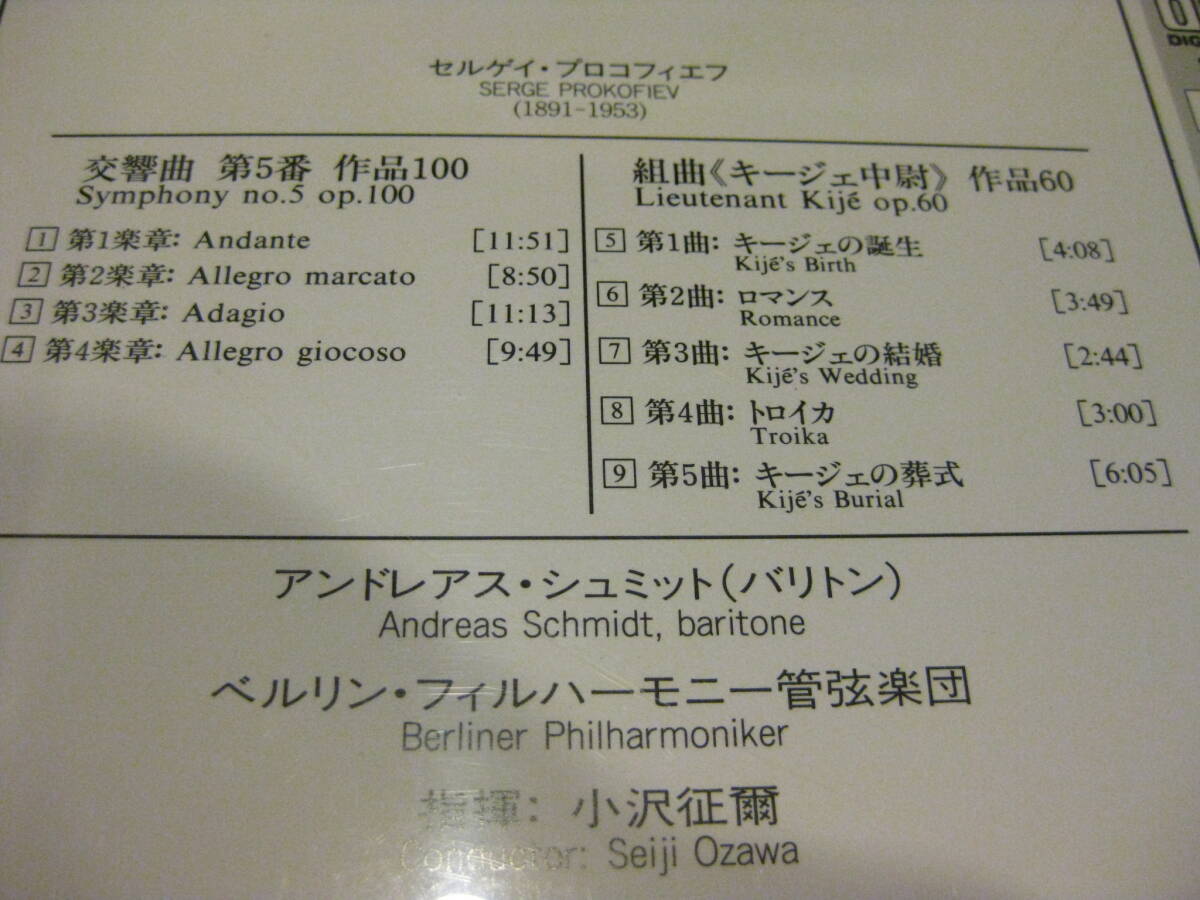 セルゲイ・プロコフィエフ
SERGE PROKOFIEV
(1891-1953)
交響曲 第5番 作品100
Symphony no.5 op.100
1 第1楽章: Andante [11:51]
2 第2楽章: Allegro marcato [8:50]
3 第3楽章: Adagio [11:13]
4 第4楽章: Allegro giocoso [9:49]
組曲《キージェ中尉》 作品60
Lieutenant Kijé op.60
5 第1曲: キージェの誕生 [4:08]
Kijé's Birth
6 第2曲: ロマンス [3:49]
Romance
7 第3曲: キージェの結婚 [2:44]
Kijé's Wedding
8 第4曲: トロイカ [3:00]
Troika
9 第5曲: キージェの葬式 [6:05]
Kijé's Burial
アンドレアス・シュミット(バリトン)
Andreas Schmidt, baritone
ベルリン・フィルハーモニー管弦楽団
Berliner Philharmoniker
指揮: 小沢征爾
Conductor: Seiji Ozawa